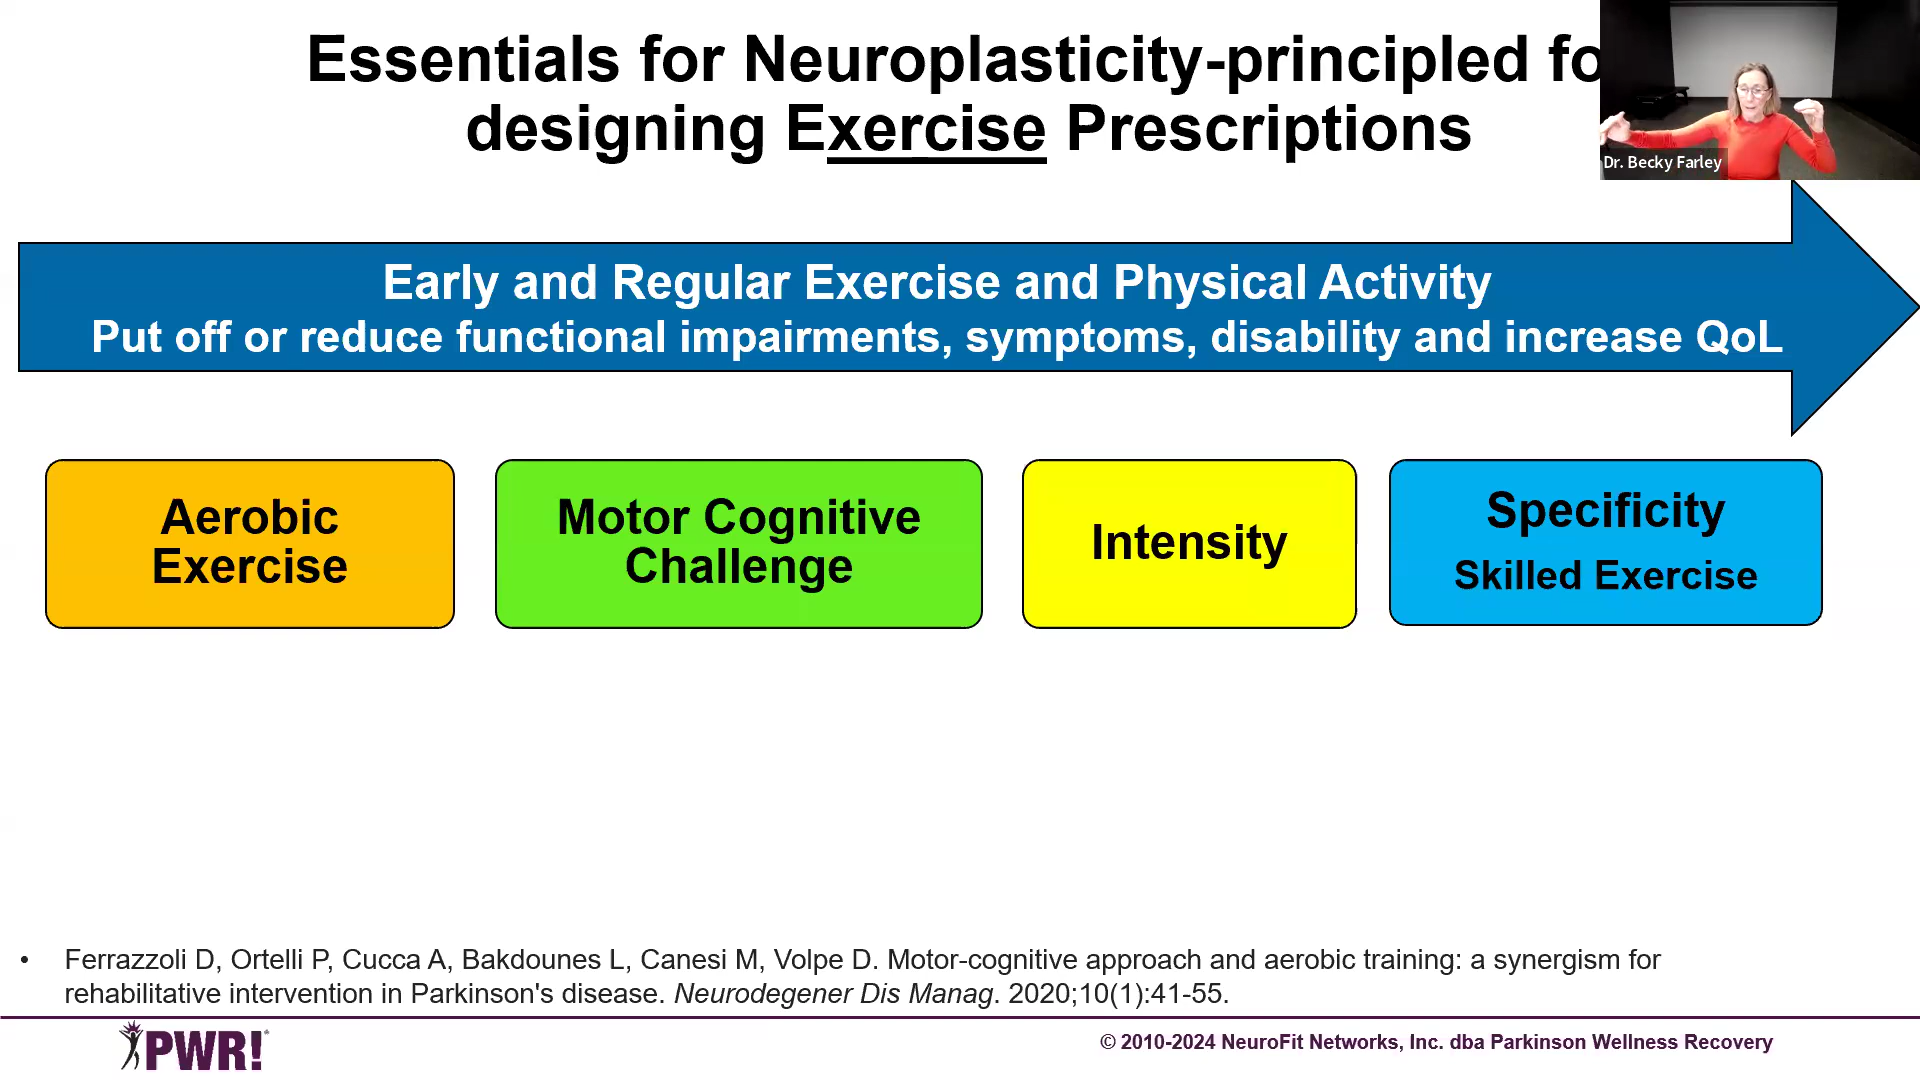 Essentials for Neuroplasticity-principled fo
designing Exercise Prescriptions
Dr. Becky Farley
Early and Regular Exercise and Physical Activity
Put off or reduce functional impairments, symptoms, disability and increase QoL
Aerobic
Exercise
Motor Cognitive
Challenge
Intensity
Specificity
Skilled Exercise
• Ferrazzoli D, Ortelli P, Cucca A, Bakdounes L, Canesi M, Volpe D. Motor-cognitive approach and aerobic training: a synergism for
rehabilitative intervention in Parkinson's disease. Neurodegener Dis Manag. 2020;10(1):41-55.
PWR!®
© 2010-2024 NeuroFit Networks, Inc. dba Parkinson Wellness Recovery